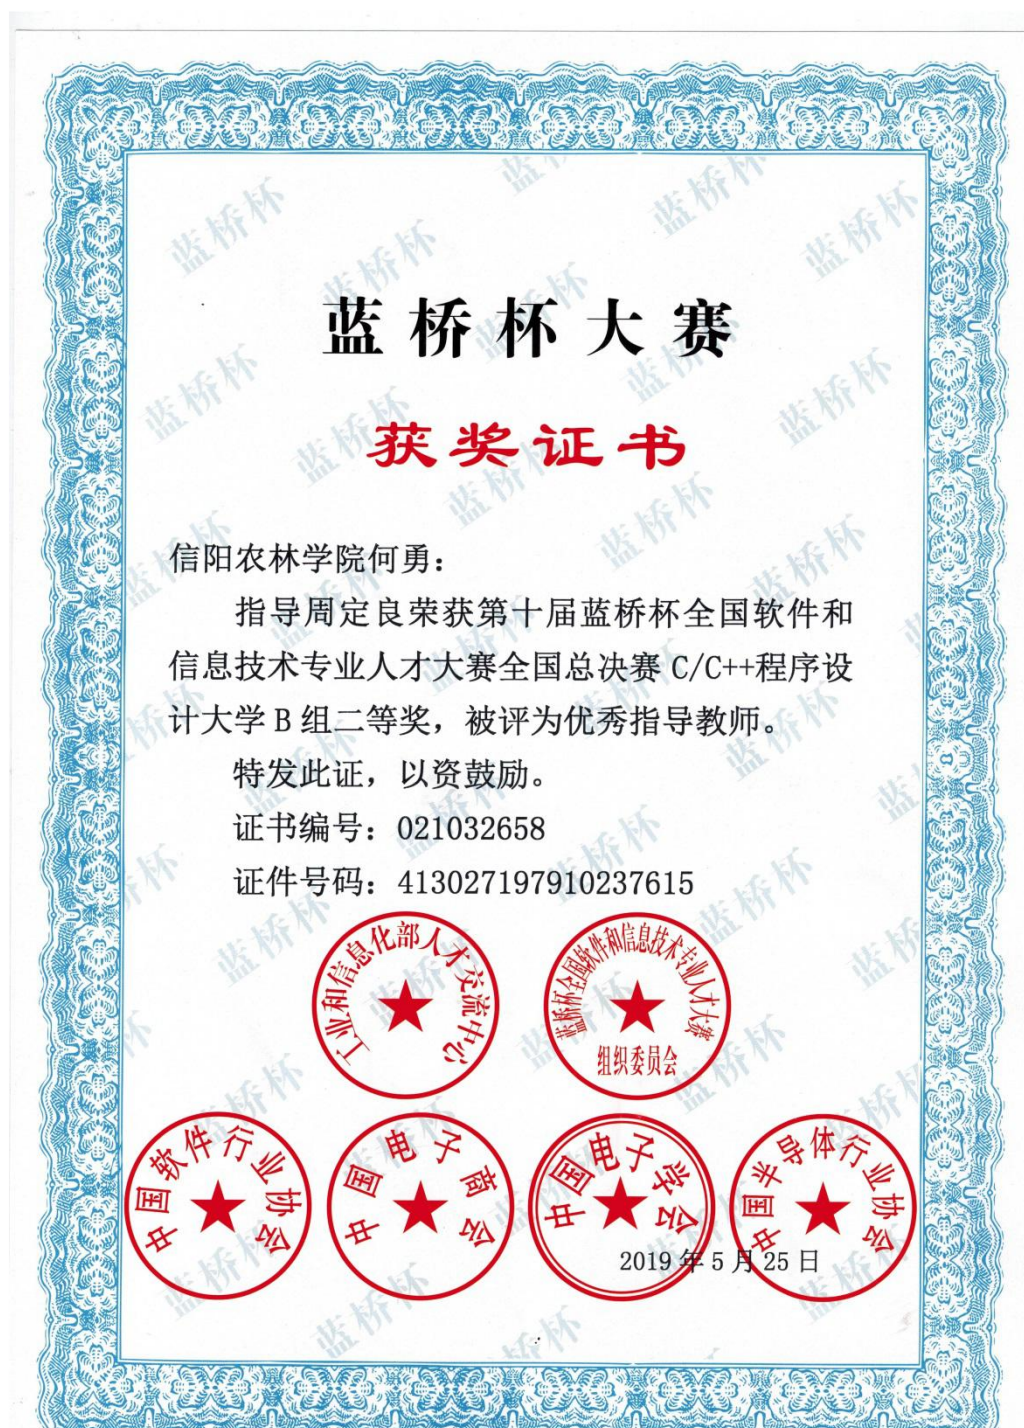 蓝桥杯大赛
获奖证书
信阳农林学院何勇：
指导周定良荣获第十届蓝桥杯全国软件和
信息技术专业人才大赛全国总决赛 C/C++程序设
计大学 B 组二等奖，被评为优秀指导教师。
特发此证，以资鼓励。
证书编号：021032658
证件号码：413027197910237615
工业和信息化部人才交流中心
蓝桥杯全国软件和信息技术专业人才大赛
组织委员会
中国软件行业协会
中国电子商会
中国电子学会
中国半导体行业协会
2019 年 5 月 25 日
蓝桥杯